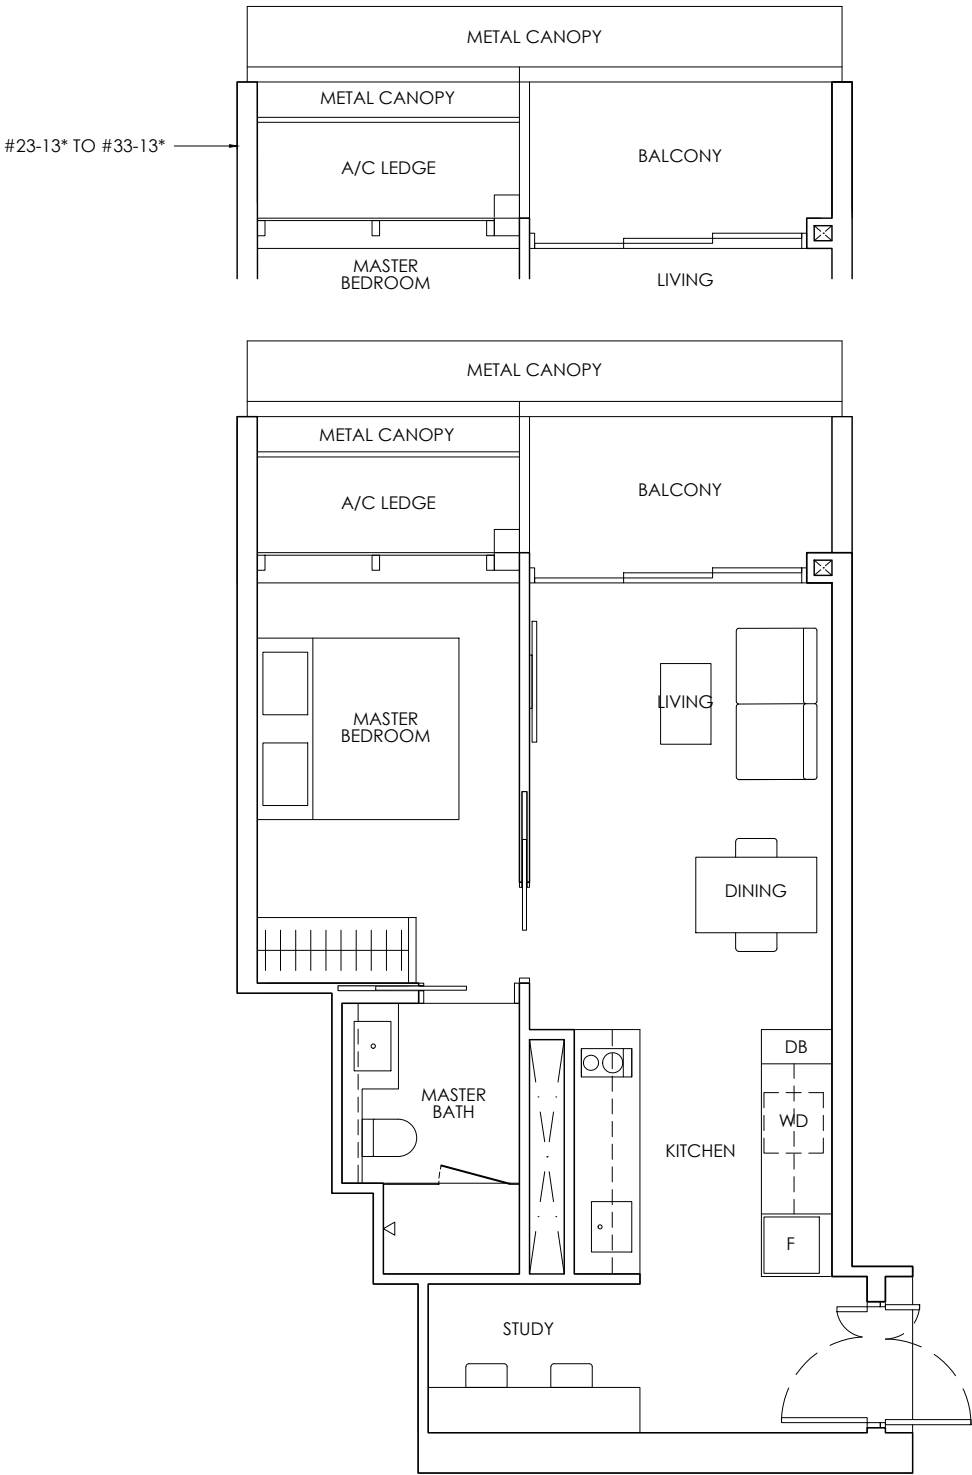 METAL CANOPY
METAL CANOPY
#23-13* TO #33-13*
A/C LEDGE
BALCONY
MASTER
BEDROOM
LIVING
METAL CANOPY
METAL CANOPY
A/C LEDGE
BALCONY
MASTER
BEDROOM
LIVING
DINING
DB
MASTER
BATH
WD
KITCHEN
F
STUDY